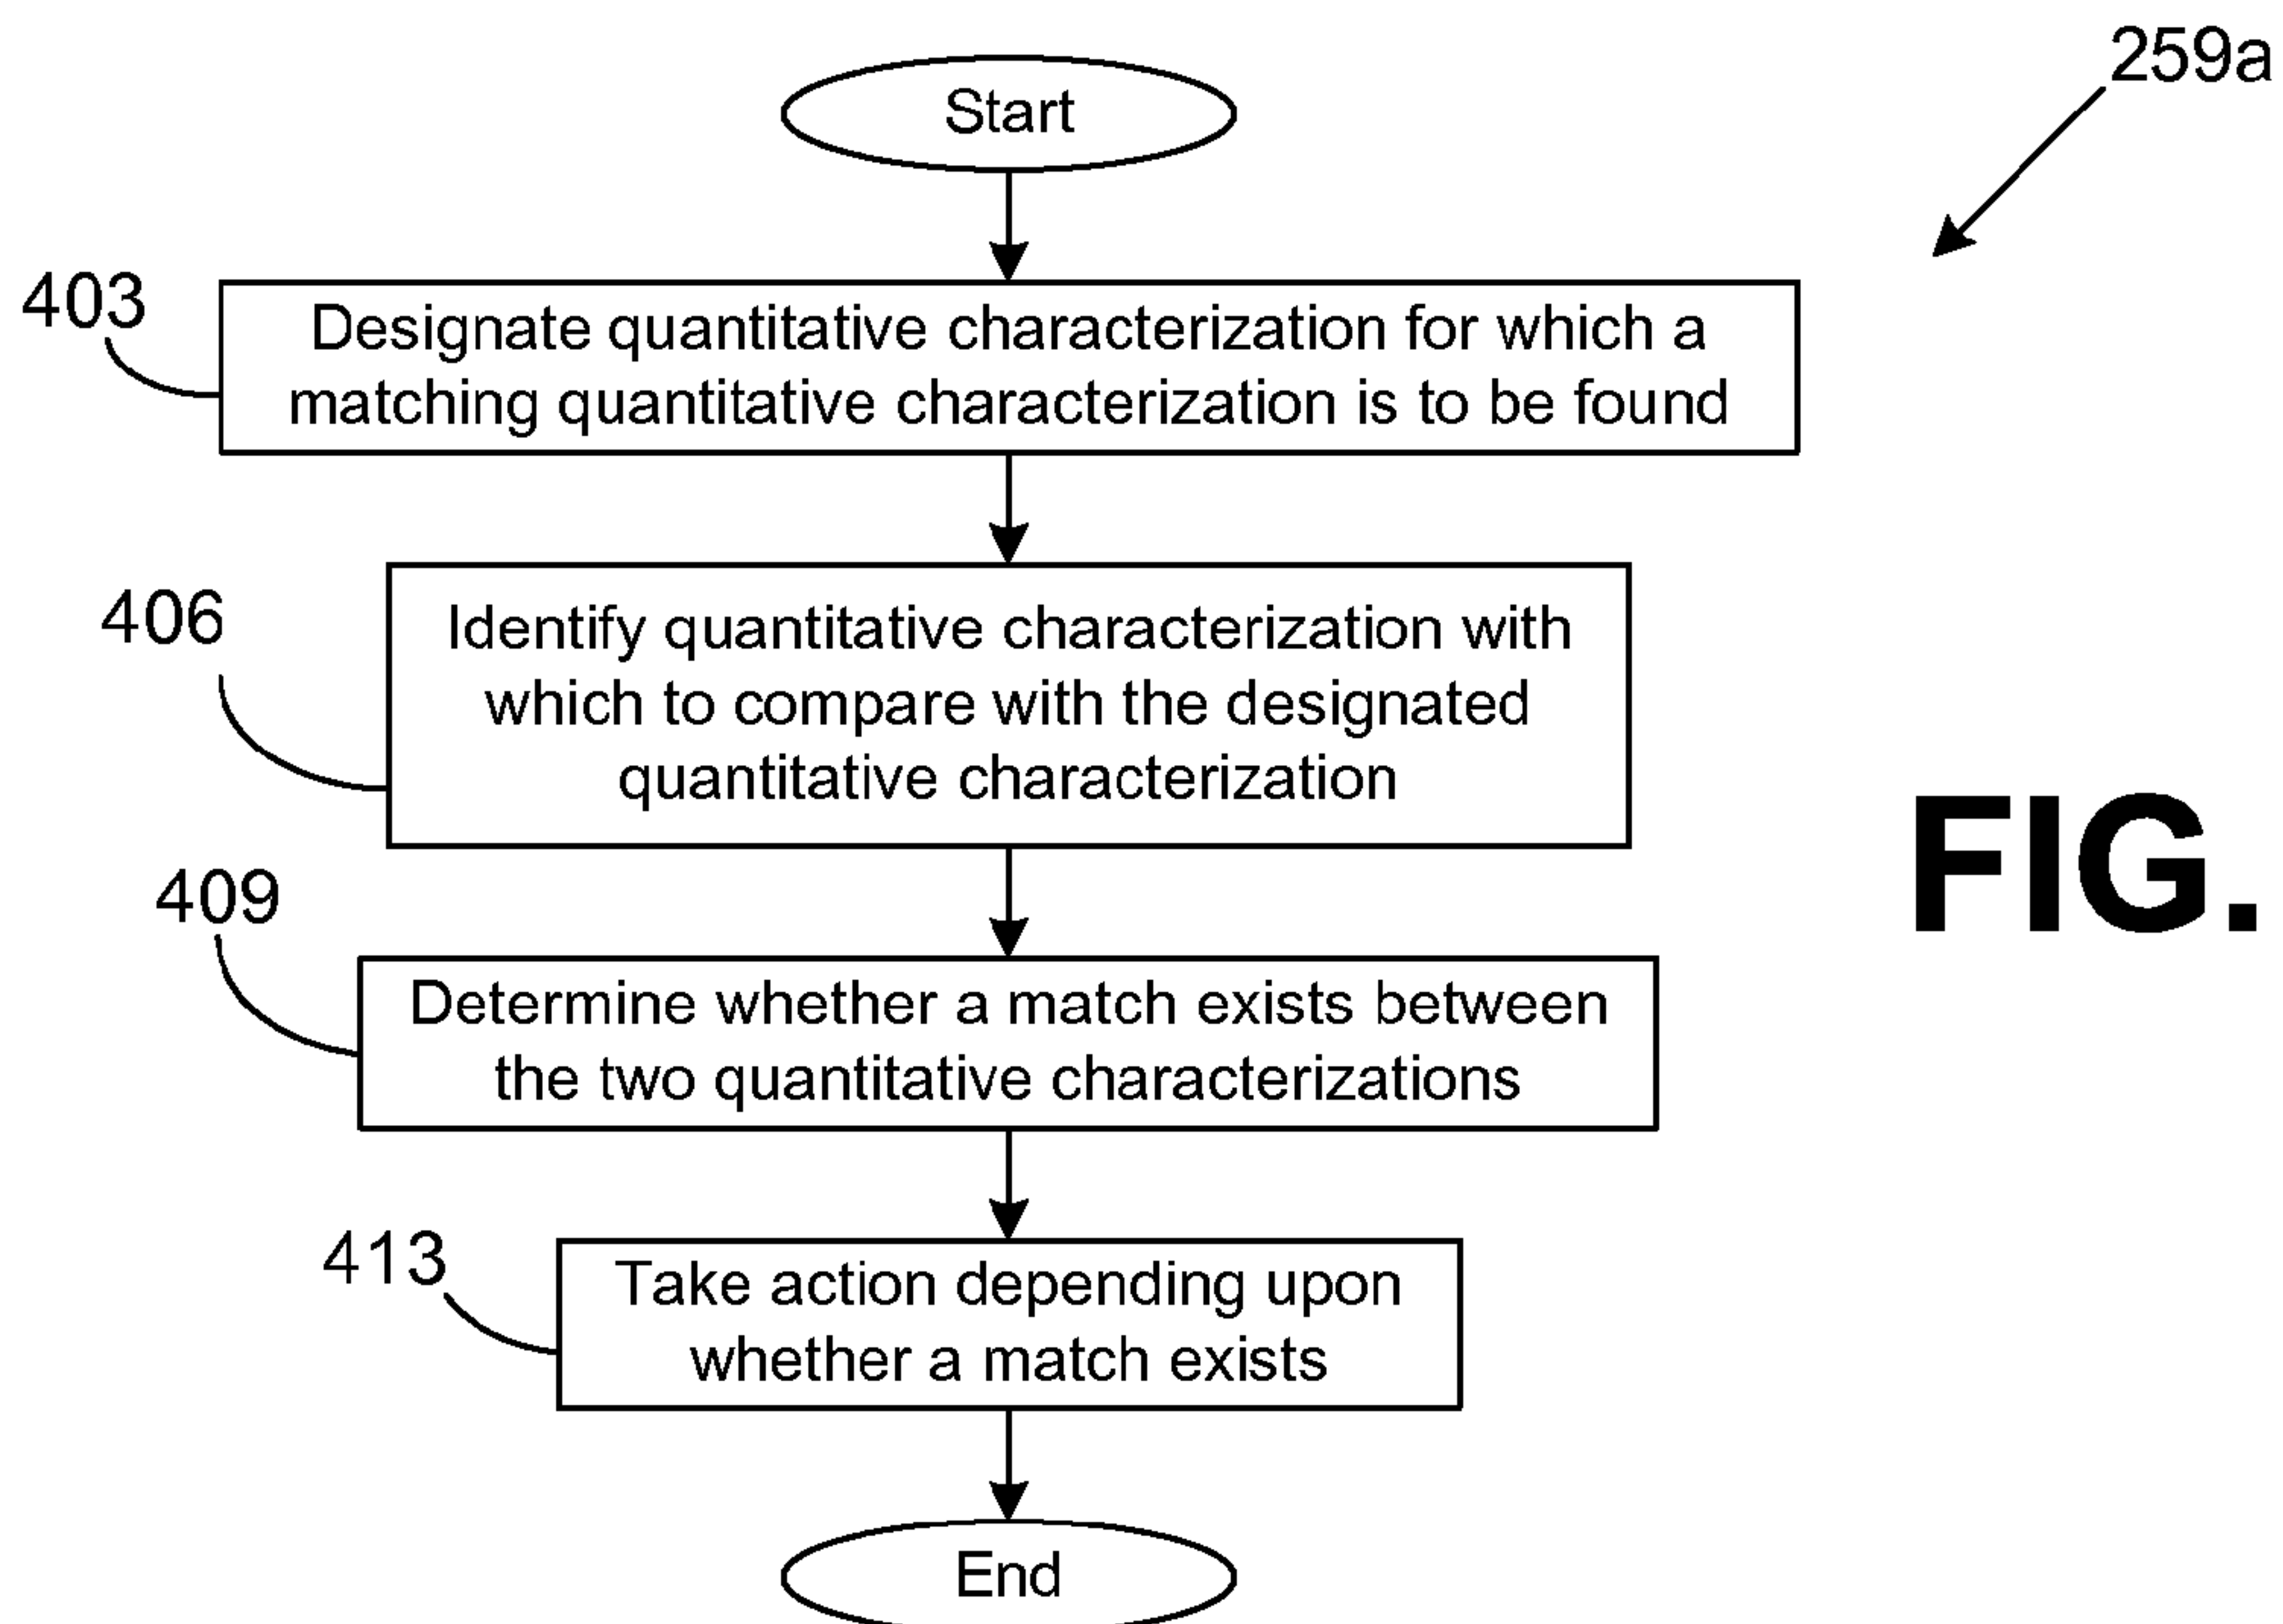 259a
Start
403
Designate quantitative characterization for which a
matching quantitative characterization is to be found
406
Identify quantitative characterization with
which to compare with the designated
quantitative characterization
FIG.
409
Determine whether a match exists between
the two quantitative characterizations
413
Take action depending upon
whether a match exists
End